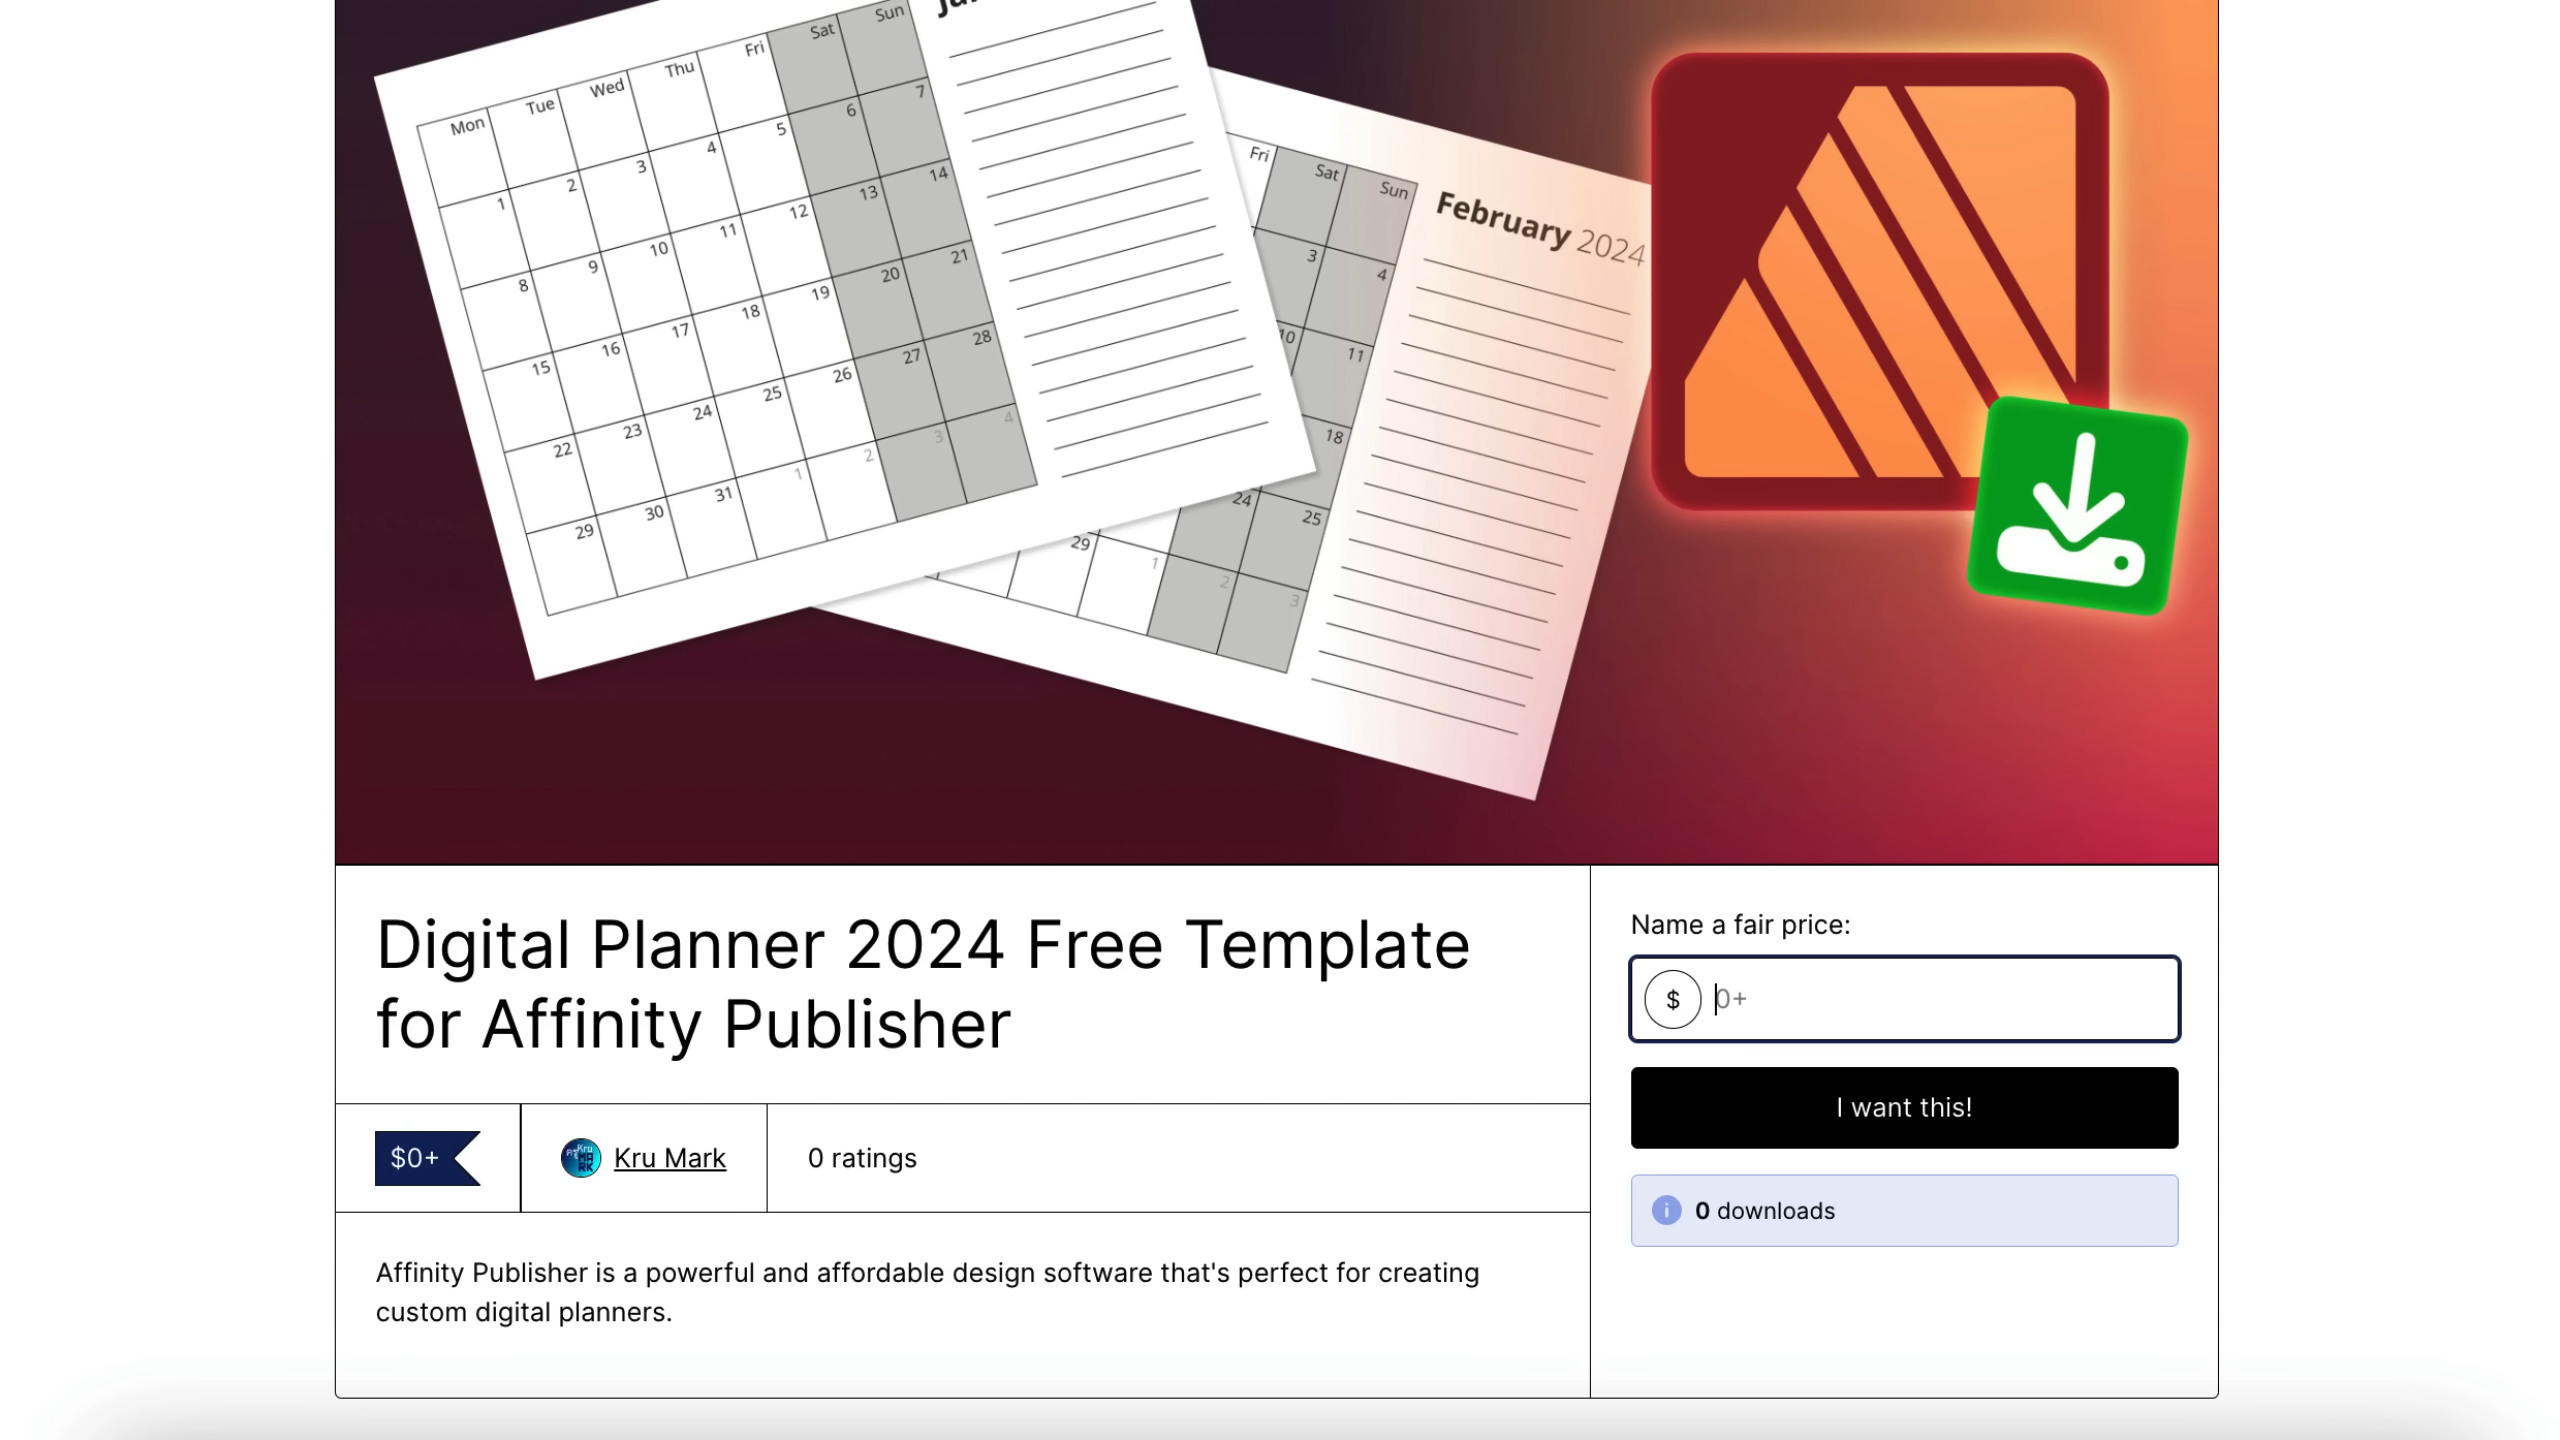 Mon Tue Wed Thu Fri Sat Sun
1 2 3 4 5 6 7
8 9 10 11 12 13 14
15 16 17 18 19 20 21
22 23 24 25 26 27 28
29 30 31 1 2 3 4
February 2024
Fri Sat Sun
3 4
10 11
18
24 25
29 1 2 3
Digital Planner 2024 Free Template
for Affinity Publisher
$0+
Kru Mark
0 ratings
Affinity Publisher is a powerful and affordable design software that's perfect for creating
custom digital planners.
Name a fair price:
$ 0+
I want this!
0 downloads